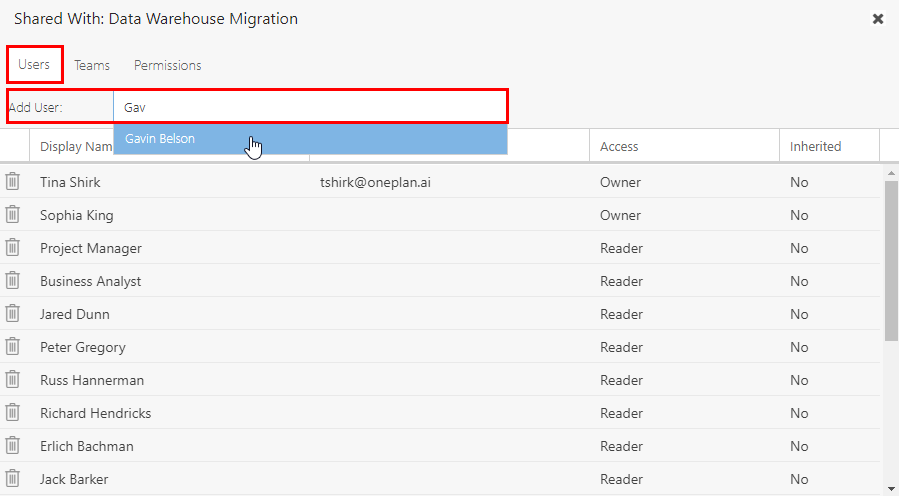 Shared With: Data Warehouse Migration
Users Teams Permissions
Add User: Gav
Gavin Belson
Display Nam Access Inherited
Tina Shirk tshirk@oneplan.ai Owner No
Sophia King Owner No
Project Manager Reader No
Business Analyst Reader No
Jared Dunn Reader No
Peter Gregory Reader No
Russ Hannerman Reader No
Richard Hendricks Reader No
Erlich Bachman Reader No
Jack Barker Reader No